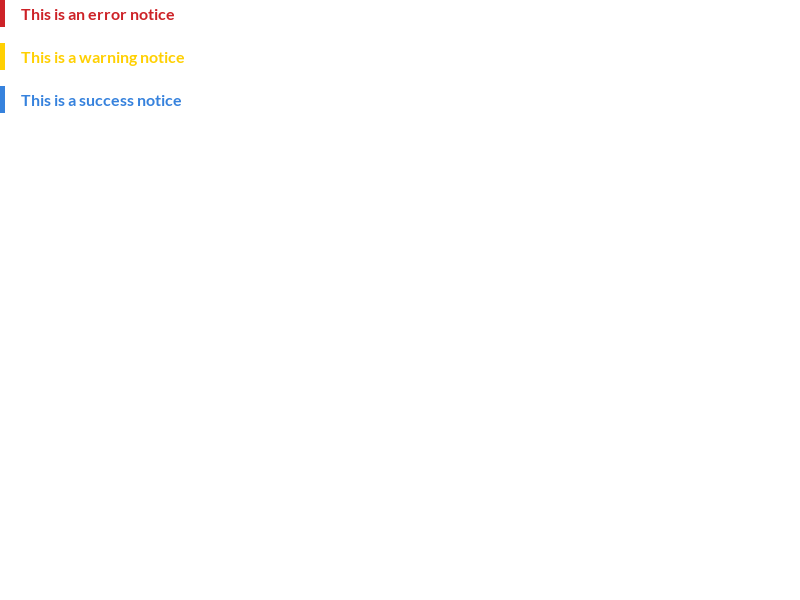 This is an error notice
This is a warning notice
This is a success notice